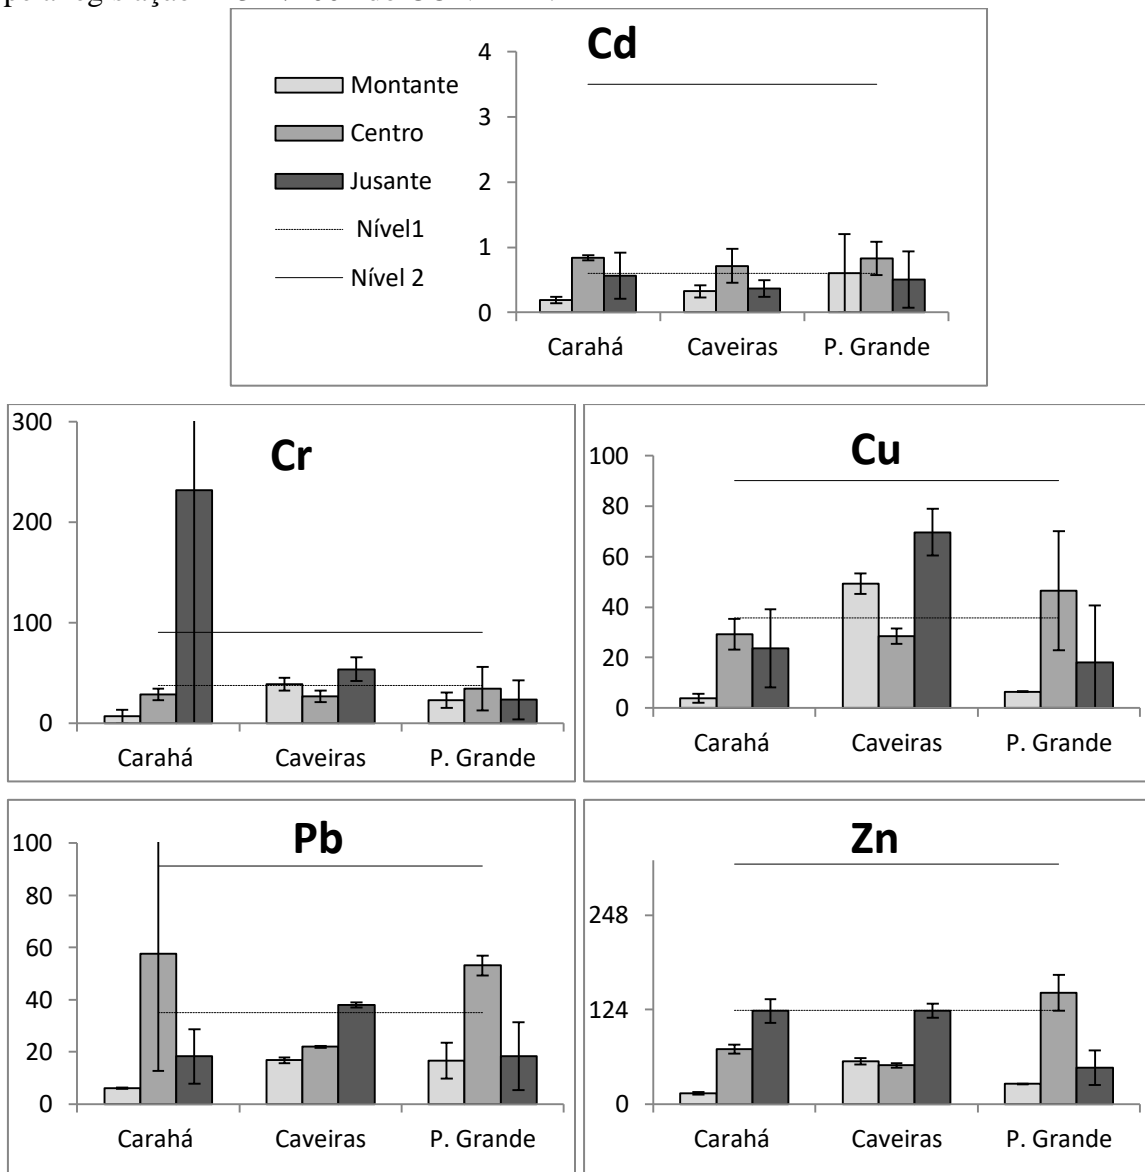 Cd
Montante
Centro
Jusante
Nível1
Nível 2
4
3
2
1
0
Carahá Caveiras P. Grande
Cr
300
200
100
0
Carahá Caveiras P. Grande
Cu
100
80
60
40
20
0
Carahá Caveiras P. Grande
Pb
100
80
60
40
20
0
Carahá Caveiras P. Grande
Zn
248
124
0
Carahá Caveiras P. Grande